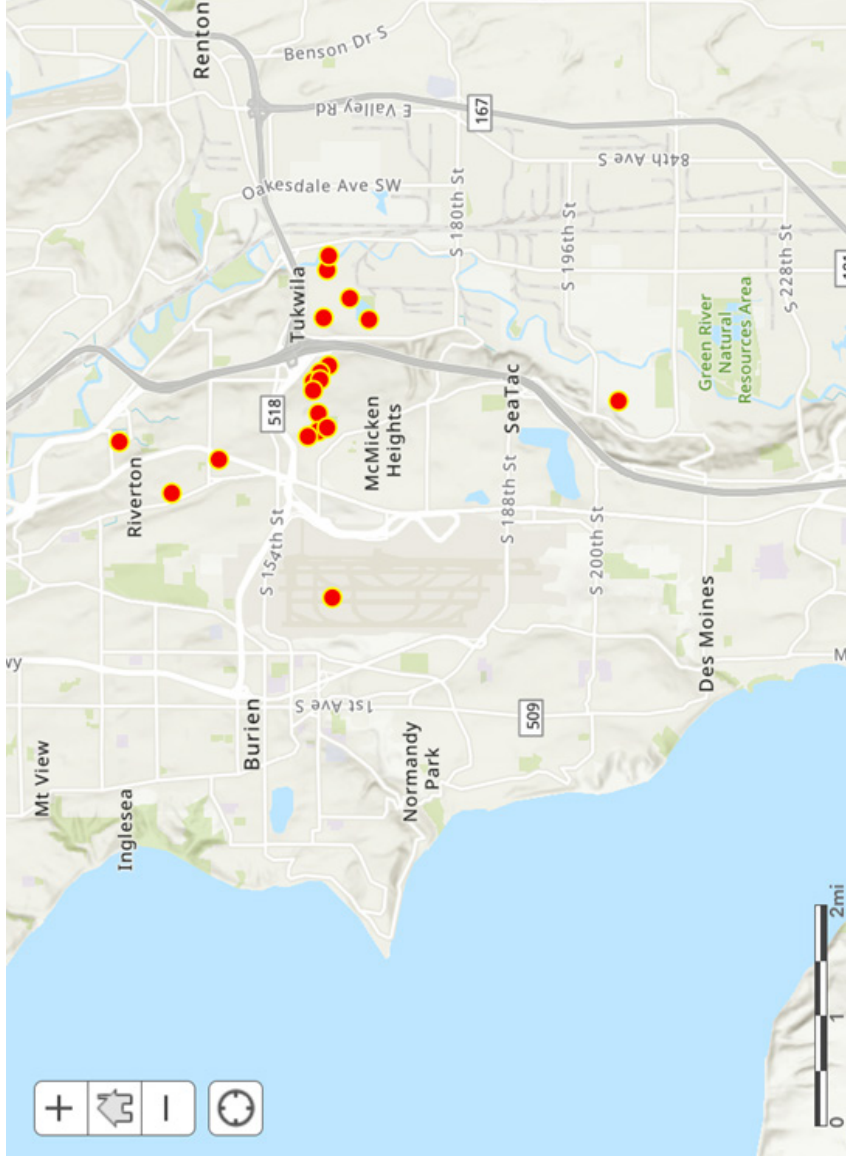 +
−
Mt View
Inglesea
Riverton
Renton
Burien
Benson Dr S
S 154th St
518
Tukwila
Oakesdale Ave SW
1st Ave S
E Valley Rd
McMicken
Heights
Normandy
Park
S 180th St
167
S 188th St
SeaTac
509
S 196th St
S 200th St
84th Ave S
Des Moines
Green River
Natural
Resources Area
S 228th St
0 1 2mi